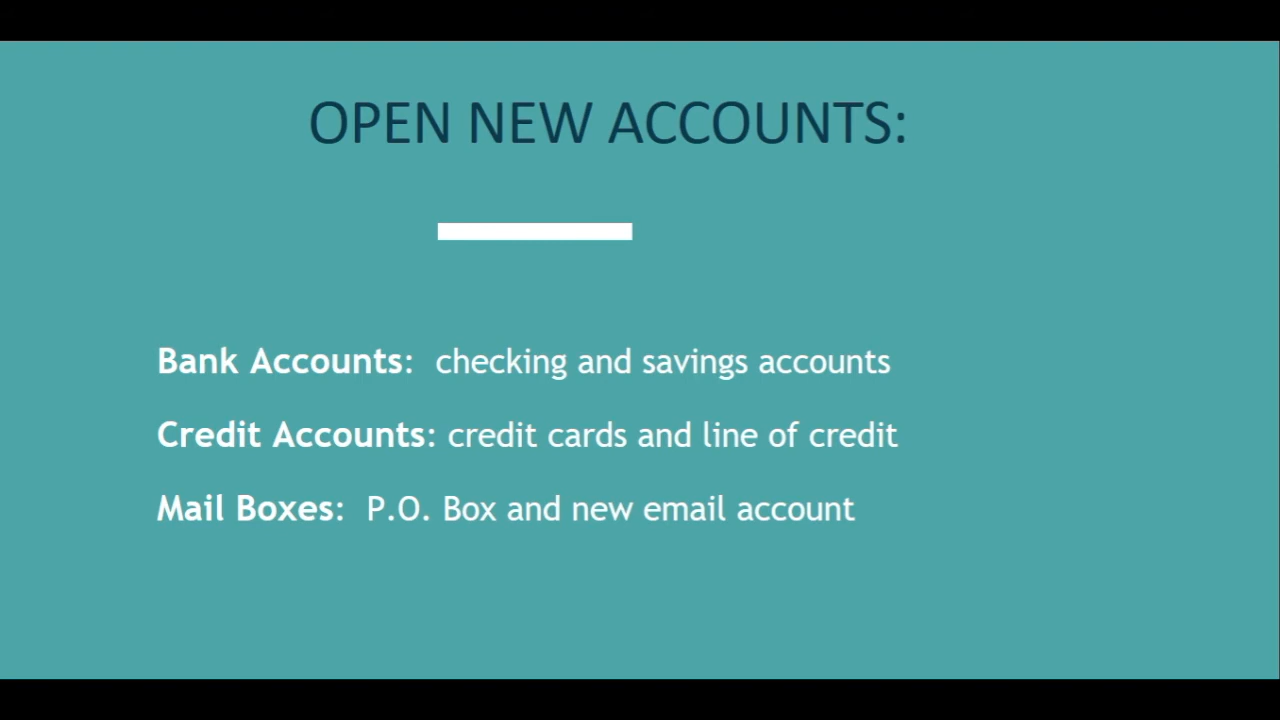 OPEN NEW ACCOUNTS:
Bank Accounts: checking and savings accounts
Credit Accounts: credit cards and line of credit
Mail Boxes: P.O. Box and new email account